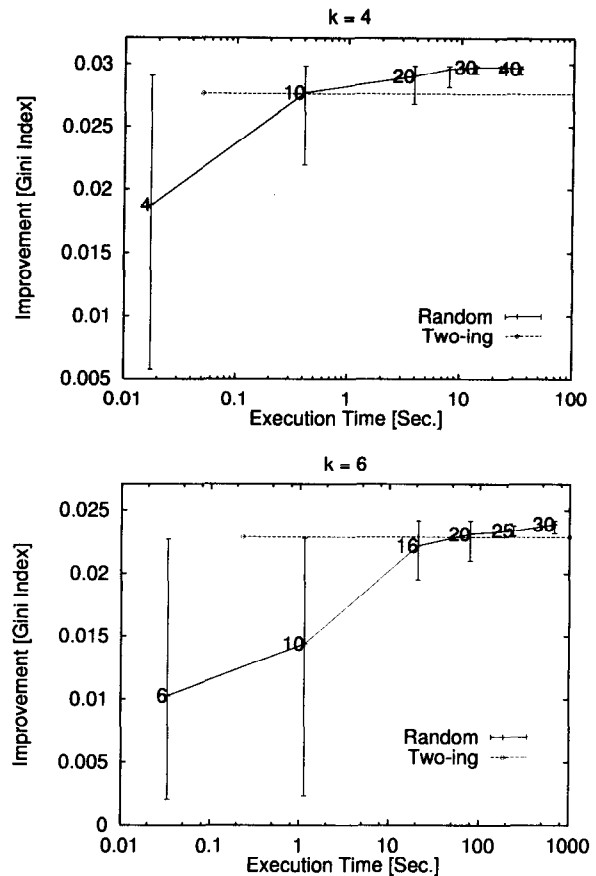 k = 4
Improvement [Gini Index]
0.03
0.025
0.02
0.015
0.01
0.005
4
10
20
30
40
Random
Two-ing
0.01 0.1 1 10 100
Execution Time [Sec.]
k = 6
Improvement [Gini Index]
0.025
0.02
0.015
0.01
0.005
0
6
10
16
20
25
30
Random
Two-ing
0.01 0.1 1 10 100 1000
Execution Time [Sec.]